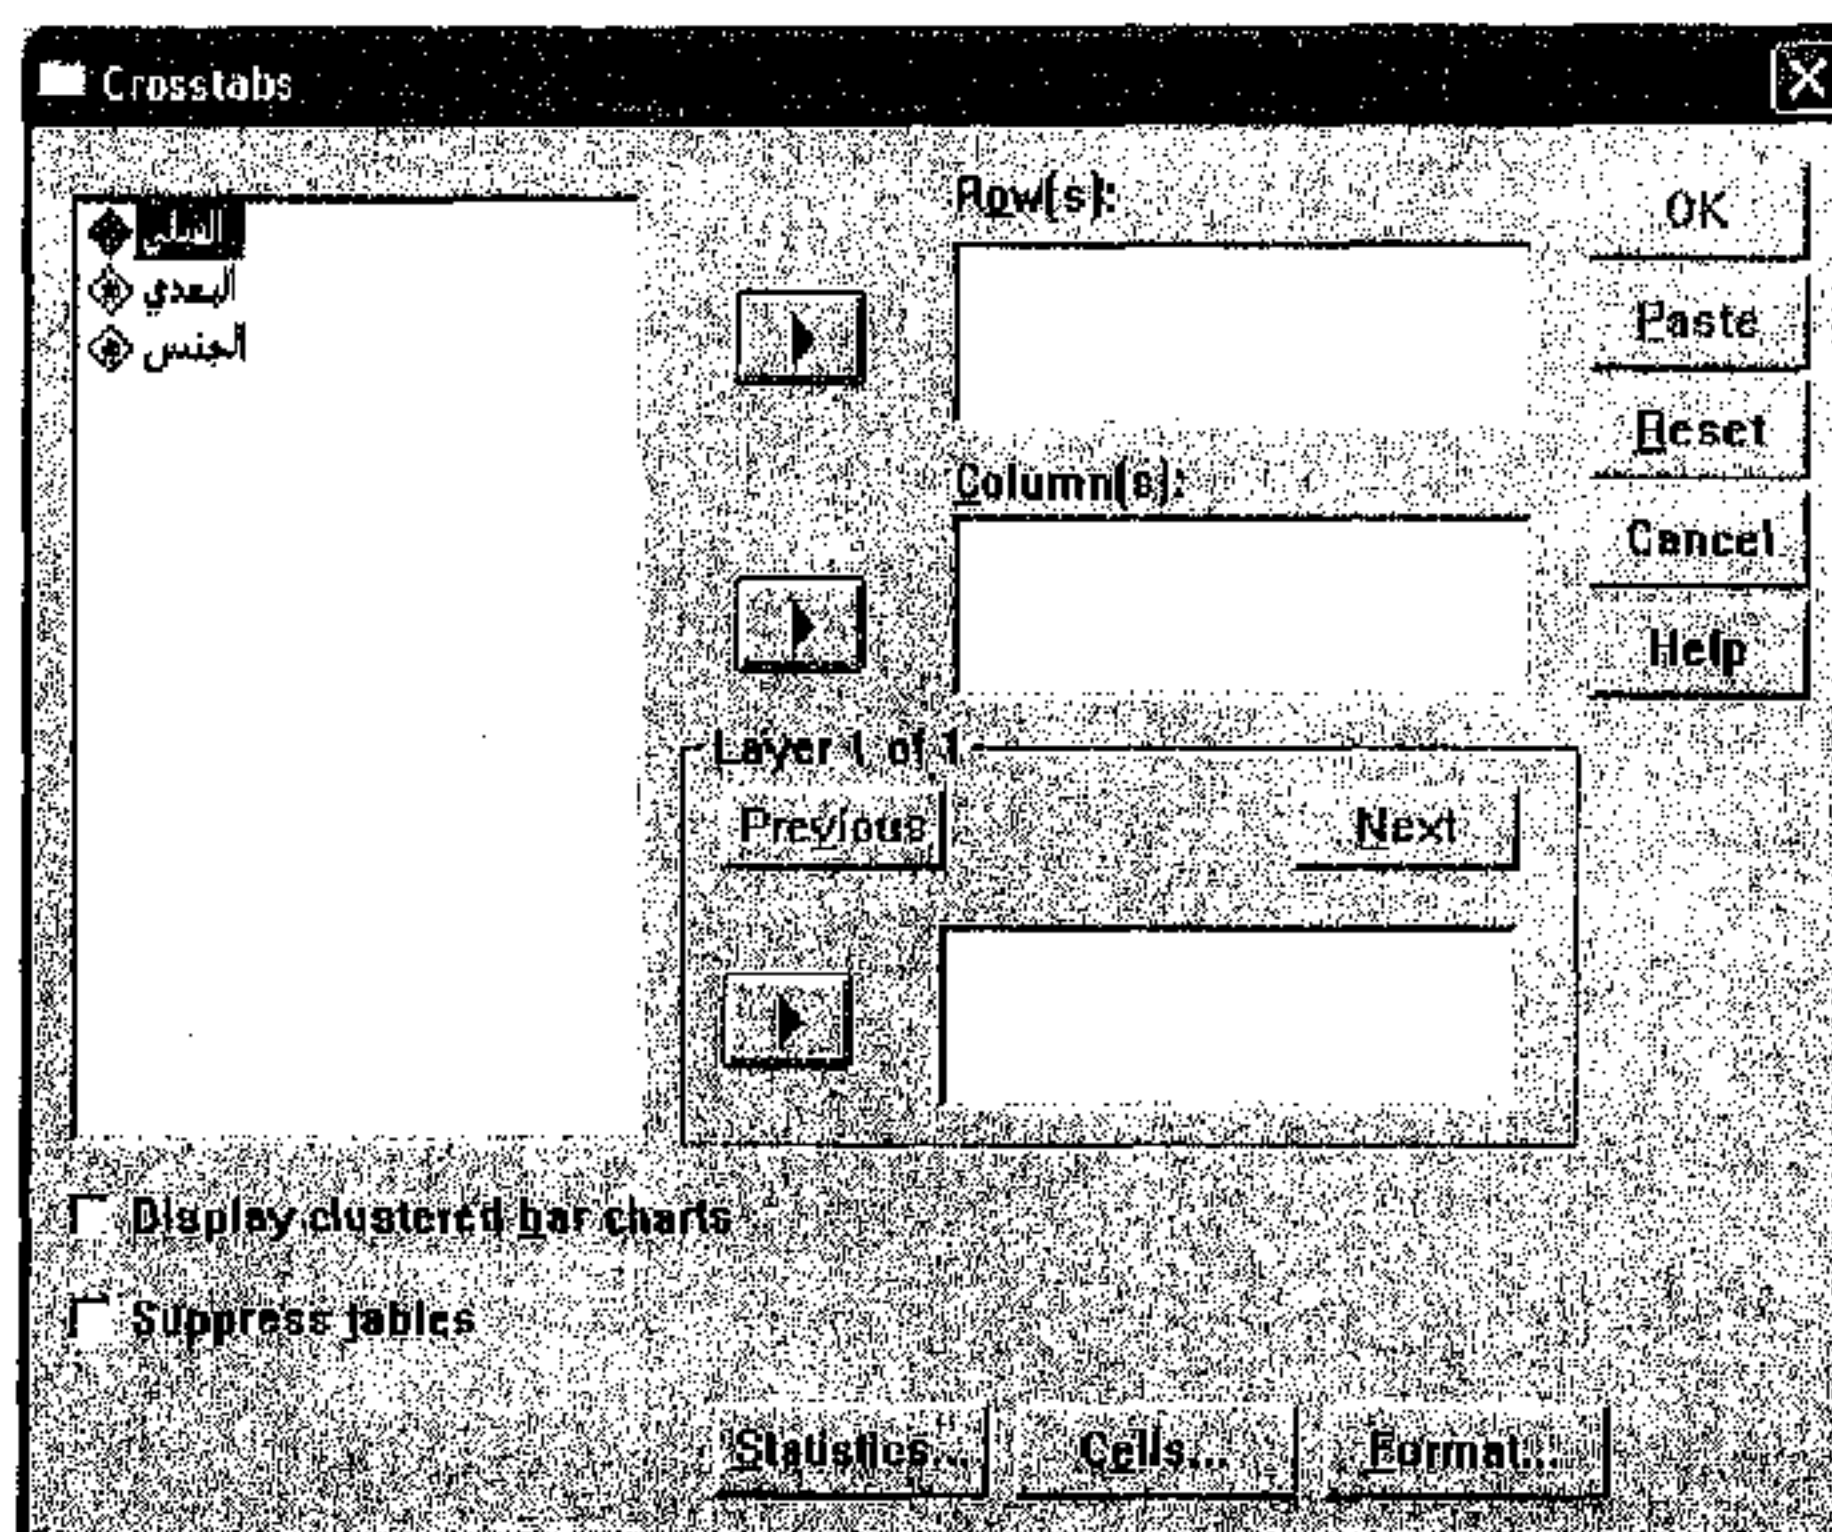 Crosstabs
القبلي
البعدي
الجنس
Row(s):
Column(s):
OK
Paste
Reset
Cancel
Help
Layer 1 of 1
Previous
Next
Display clustered bar charts
Suppress tables
Statistics...
Cells...
Format...